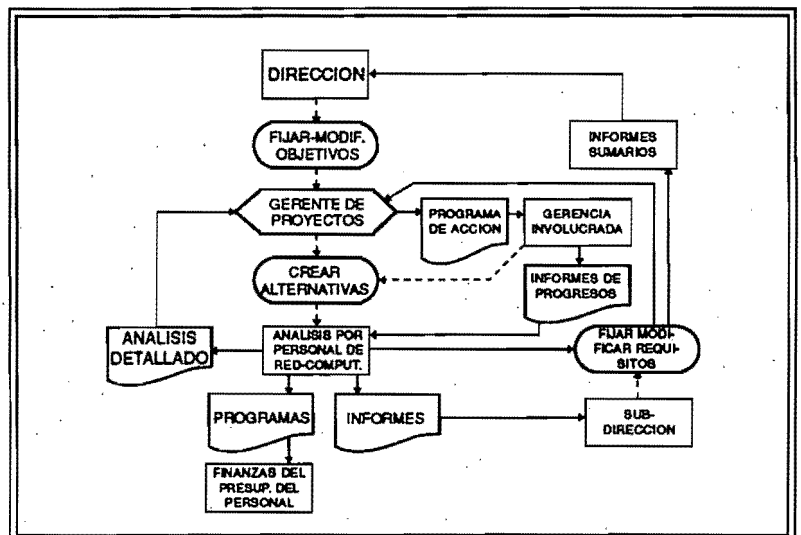 DIRECCION
FIJAR-MODIF.
OBJETIVOS
INFORMES
SUMARIOS
GERENTE DE
PROYECTOS
PROGRAMA
DE ACCION
GERENCIA
INVOLUCRADA
CREAR
ALTERNATIVAS
INFORMES DE
PROGRESOS
ANALISIS
DETALLADO
ANALISIS POR
PERSONAL DE
RED-COMPUT.
FIJAR MODI-
FICAR REQUI-
SITOS
PROGRAMAS
INFORMES
SUB-
DIRECCION
FINANZAS DEL
PRESUP. DEL
PERSONAL